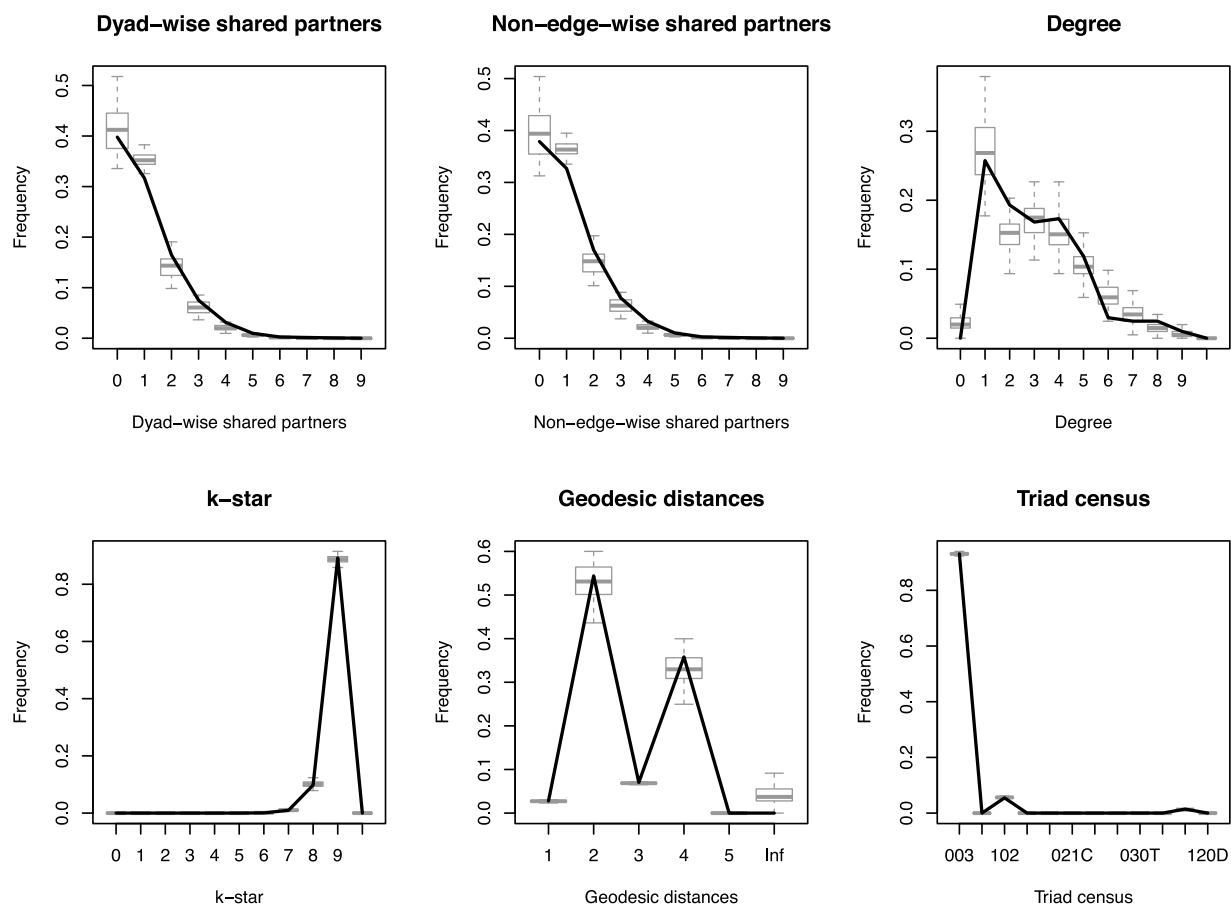 Dyad−wise shared partners
Non−edge−wise shared partners
Degree
Frequency
0.0 0.1 0.2 0.3 0.4 0.5
0 1 2 3 4 5 6 7 8 9
Dyad−wise shared partners
Frequency
0.0 0.1 0.2 0.3 0.4 0.5
0 1 2 3 4 5 6 7 8 9
Non−edge−wise shared partners
Frequency
0.0 0.1 0.2 0.3
0 1 2 3 4 5 6 7 8 9
Degree
k−star
Geodesic distances
Triad census
Frequency
0.0 0.2 0.4 0.6 0.8
0 1 2 3 4 5 6 7 8 9
k−star
Frequency
0.0 0.1 0.2 0.3 0.4 0.5 0.6
1 2 3 4 5 Inf
Geodesic distances
Frequency
0.0 0.2 0.4 0.6 0.8
003 102 021C 030T 120D
Triad census